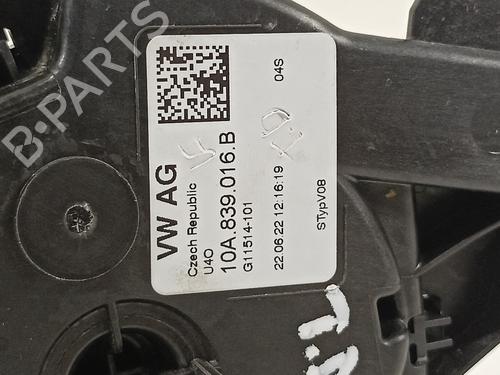 B-PARTS
VW AG
Czech Republic
U4O
10A.839.016.B
G11514-101
22.06.22 12:16:19
STypV08
04S